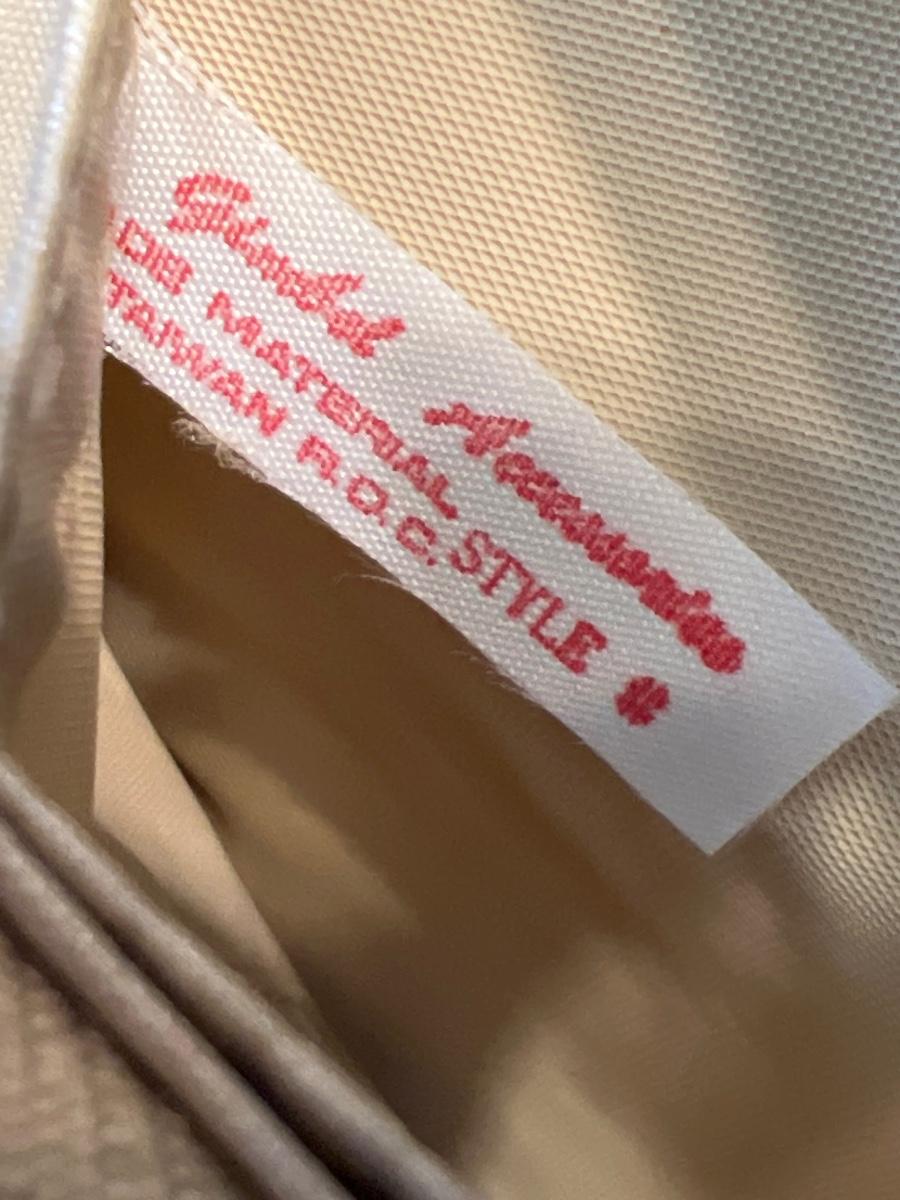 Accessories
MATERIAL STYLE
TAIWAN R.O.C.